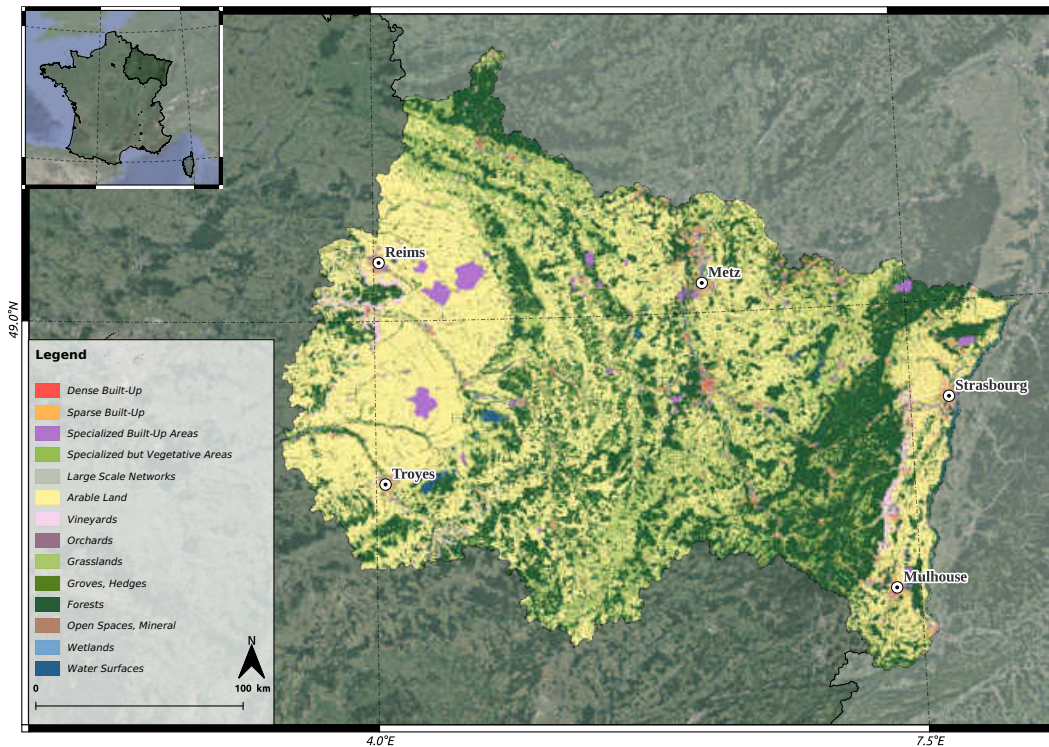 Reims
Metz
49.0°N
Legend
Strasbourg
Dense Built-Up
Sparse Built-Up
Specialized Built-Up Areas
Specialized but Vegetative Areas
Large Scale Networks
Troyes
Arable Land
Vineyards
Orchards
Grasslands
Groves, Hedges
Mulhouse
Forests
Open Spaces, Mineral
Wetlands
Water Surfaces
N
0 100 km
4.0°E 7.5°E